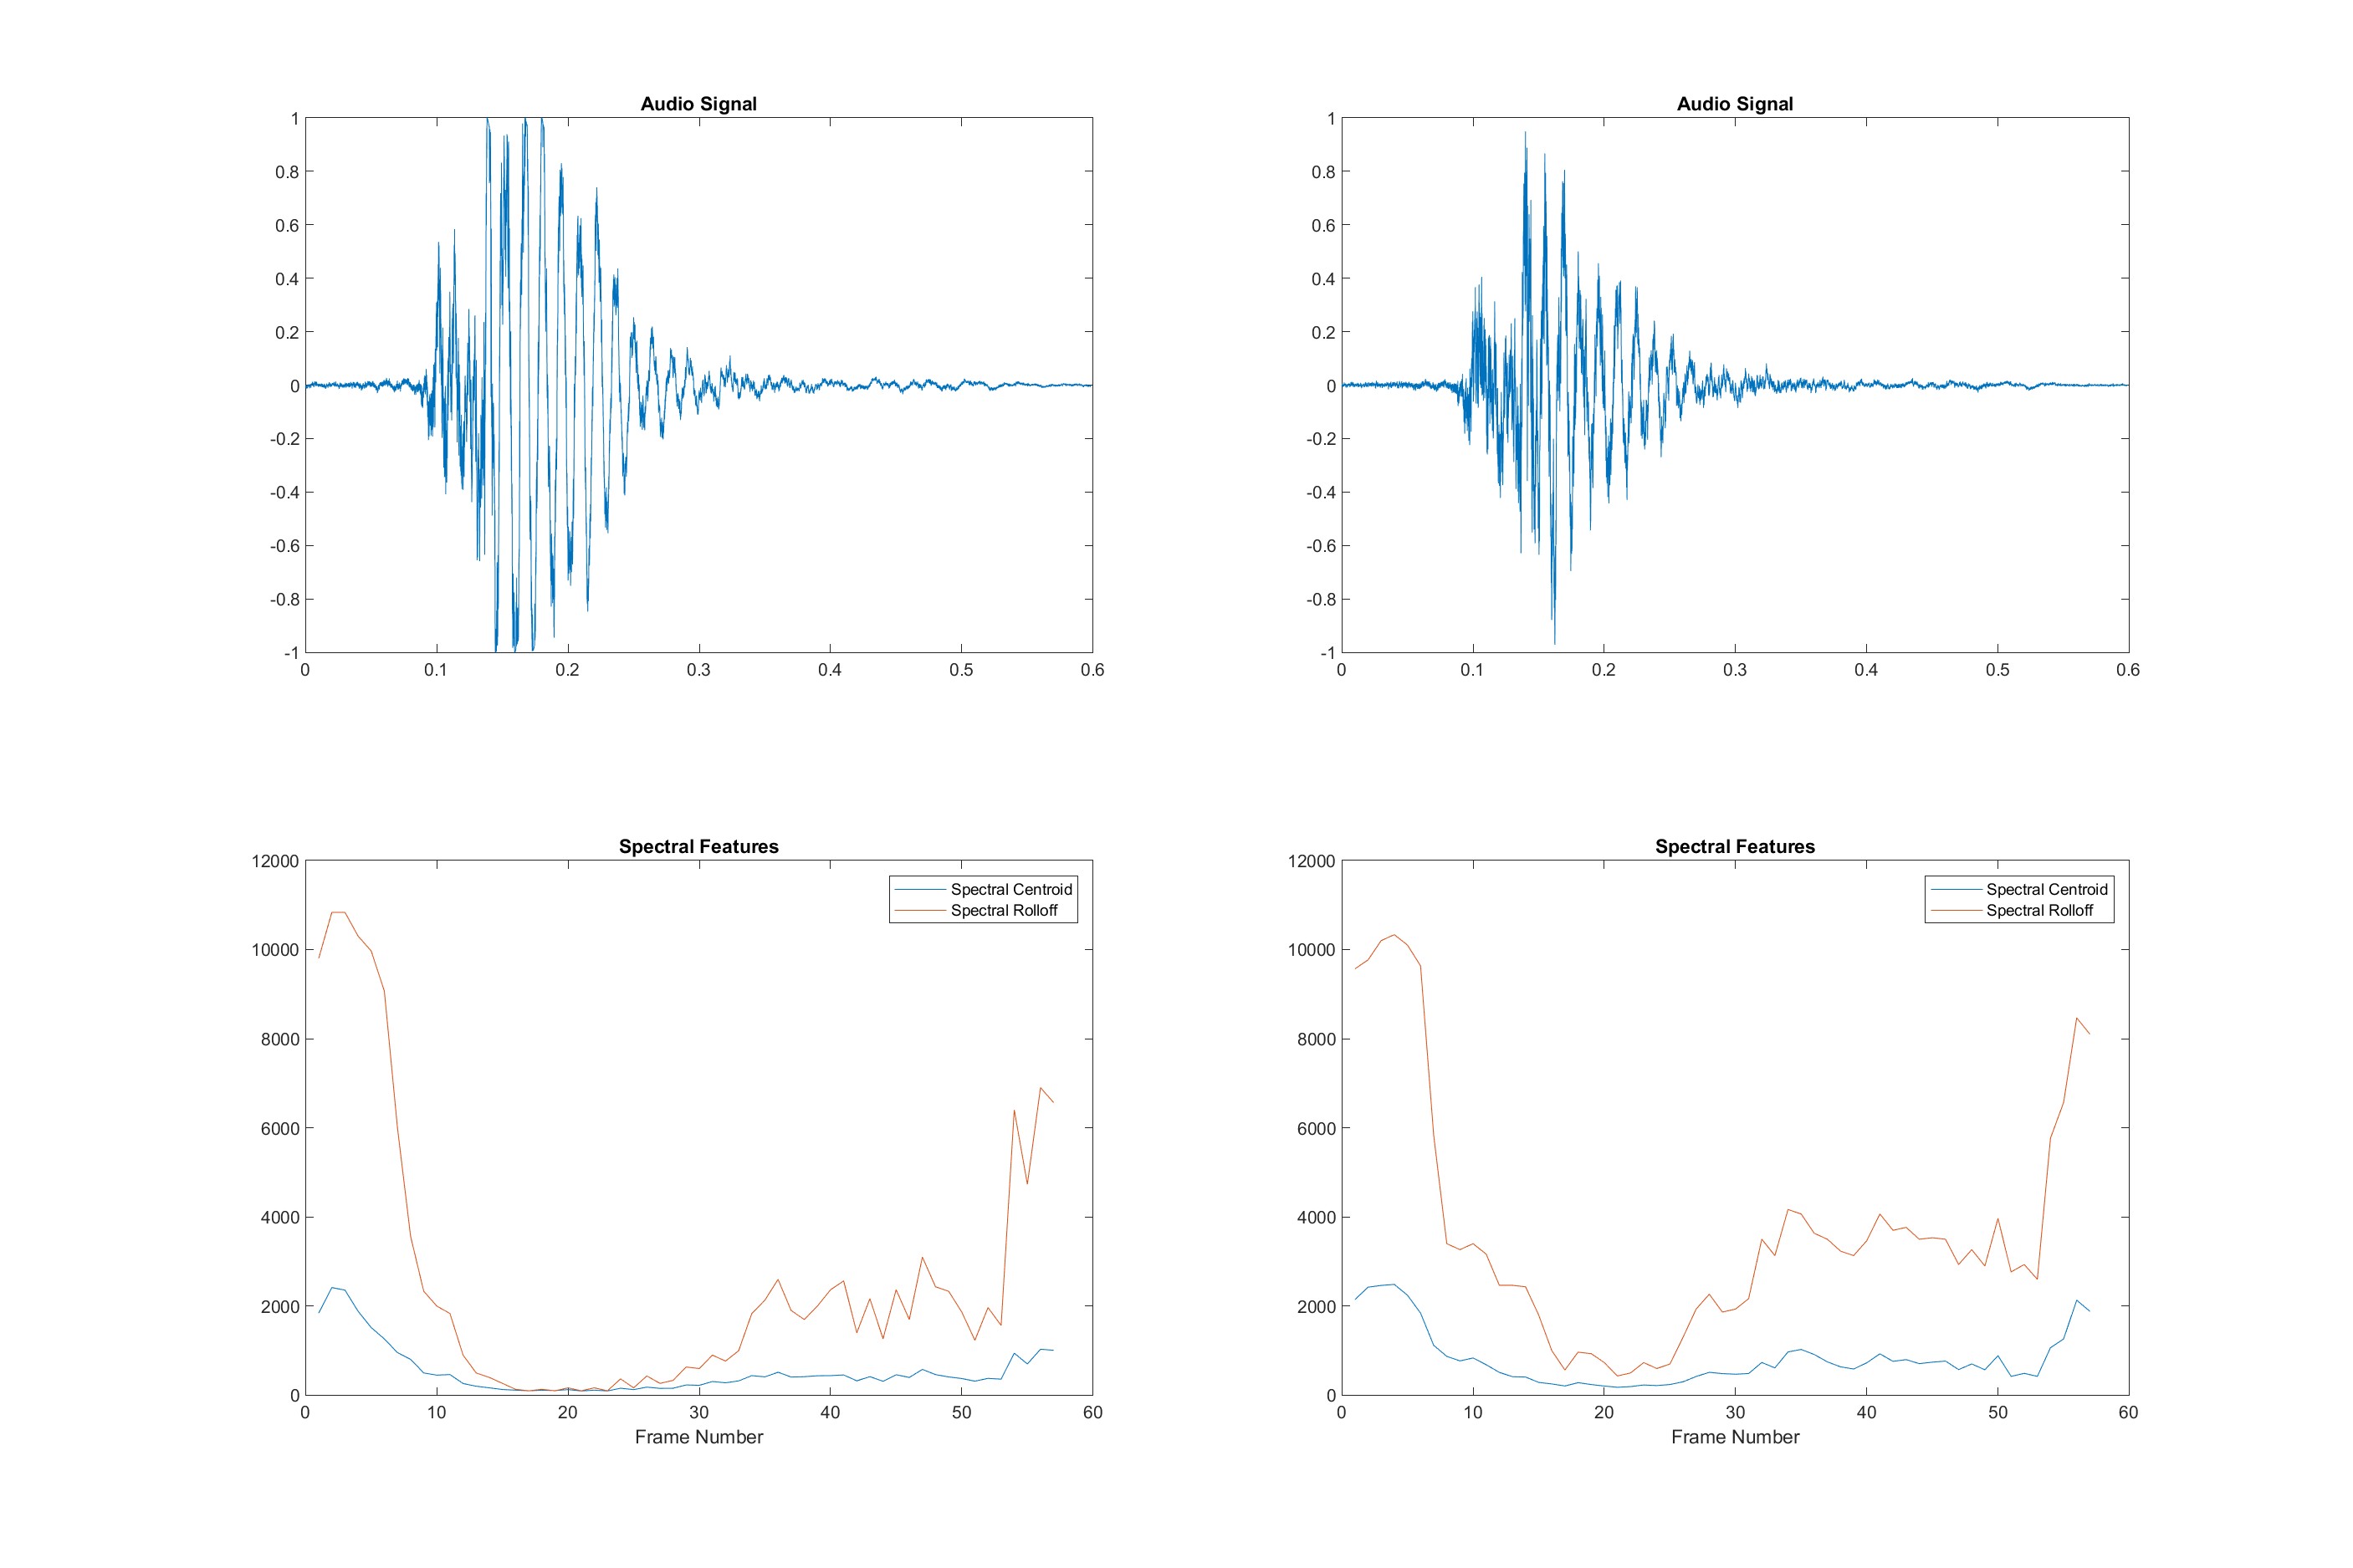 Audio Signal
1
0.8
0.6
0.4
0.2
0
-0.2
-0.4
-0.6
-0.8
-1
0 0.1 0.2 0.3 0.4 0.5 0.6
Audio Signal
1
0.8
0.6
0.4
0.2
0
-0.2
-0.4
-0.6
-0.8
-1
0 0.1 0.2 0.3 0.4 0.5 0.6
Spectral Features
12000
10000
8000
6000
4000
2000
0
Spectral Centroid
Spectral Rolloff
0 10 20 30 40 50 60
Frame Number
Spectral Features
12000
10000
8000
6000
4000
2000
0
Spectral Centroid
Spectral Rolloff
0 10 20 30 40 50 60
Frame Number